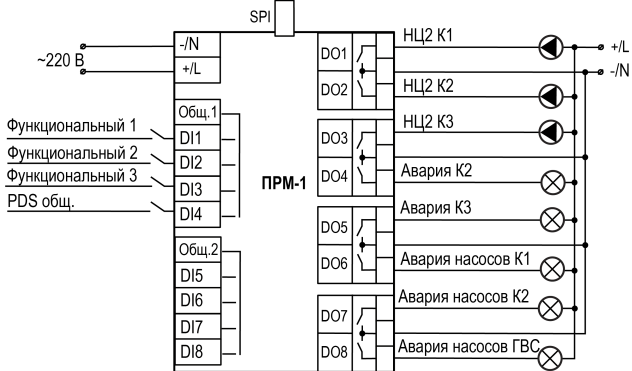 SPI
~220 В
-/N
+/L
Общ.1
Функциональный 1
DI1
Функциональный 2
DI2
Функциональный 3
DI3
PDS общ.
DI4
Общ.2
DI5
DI6
DI7
DI8
ПРМ-1
DO1
НЦ2 К1
+/L
-/N
DO2
НЦ2 К2
DO3
НЦ2 К3
DO4
Авария К2
DO5
Авария К3
DO6
Авария насосов К1
DO7
Авария насосов К2
DO8
Авария насосов ГВС